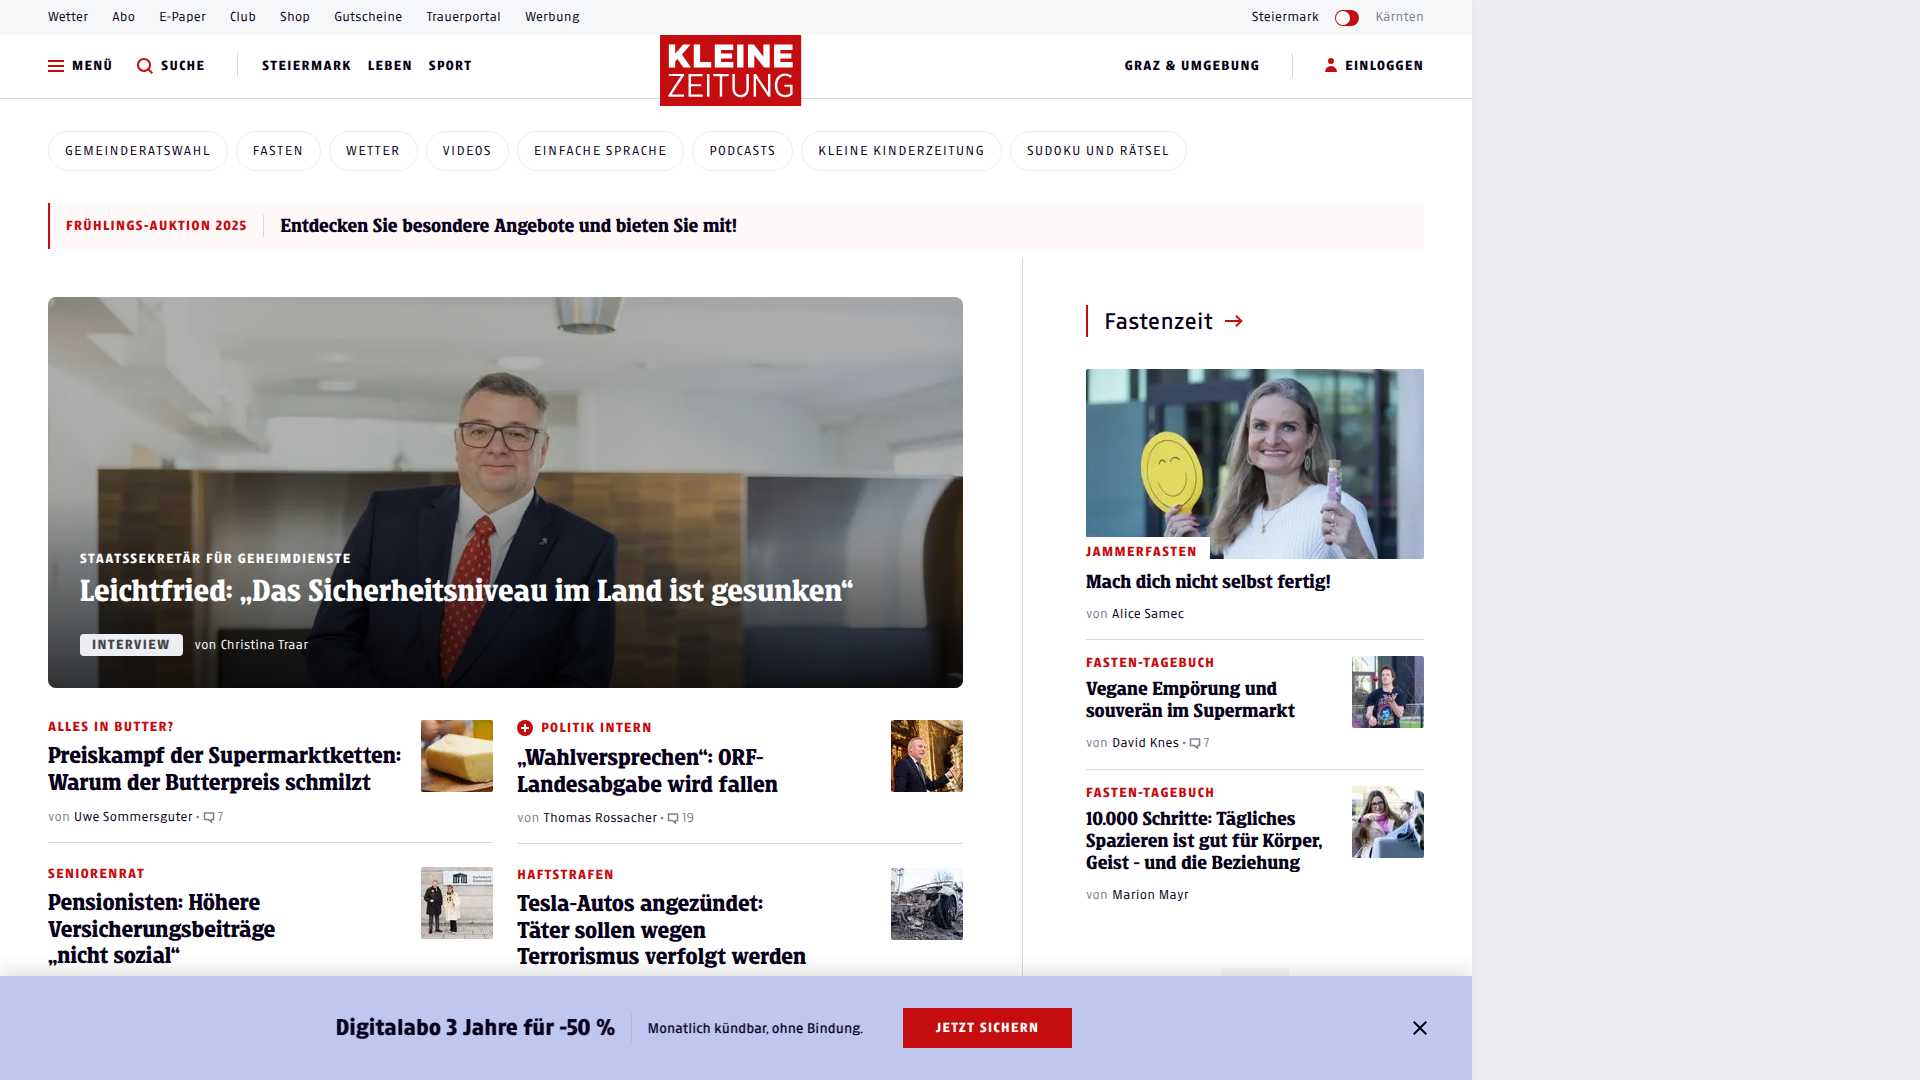 Wetter Abo E-Paper Club Shop Gutscheine Trauerportal Werbung Steiermark Kärnten
MENÜ SUCHE STEIERMARK LEBEN SPORT KLEINE ZEITUNG GRAZ & UMGEBUNG EINLOGGEN
GEMEINDERATSWAHL FASTEN WETTER VIDEOS EINFACHE SPRACHE PODCASTS KLEINE KINDERZEITUNG SUDOKU UND RÄTSEL
FRÜHLINGS-AUKTION 2025 Entdecken Sie besondere Angebote und bieten Sie mit!
STAATSSEKRETÄR FÜR GEHEIMDIENSTE
Leichtfried: „Das Sicherheitsniveau im Land ist gesunken“
INTERVIEW von Christina Traar
ALLES IN BUTTER?
Preiskampf der Supermarktketten:
Warum der Butterpreis schmilzt
von Uwe Sommersguter · 7
POLITIK INTERN
„Wahlversprechen“: ORF-
Landesabgabe wird fallen
von Thomas Rossacher · 19
SENIORENRAT
Pensionisten: Höhere
Versicherungsbeiträge
„nicht sozial“
HAFTSTRAFEN
Tesla-Autos angezündet:
Täter sollen wegen
Terrorismus verfolgt werden
Fastenzeit
JAMMERFASTEN
Mach dich nicht selbst fertig!
von Alice Samec
FASTEN-TAGEBUCH
Vegane Empörung und
souverän im Supermarkt
von David Knes · 7
FASTEN-TAGEBUCH
10.000 Schritte: Tägliches
Spazieren ist gut für Körper,
Geist - und die Beziehung
von Marion Mayr
Digitalabo 3 Jahre für -50 % Monatlich kündbar, ohne Bindung. JETZT SICHERN